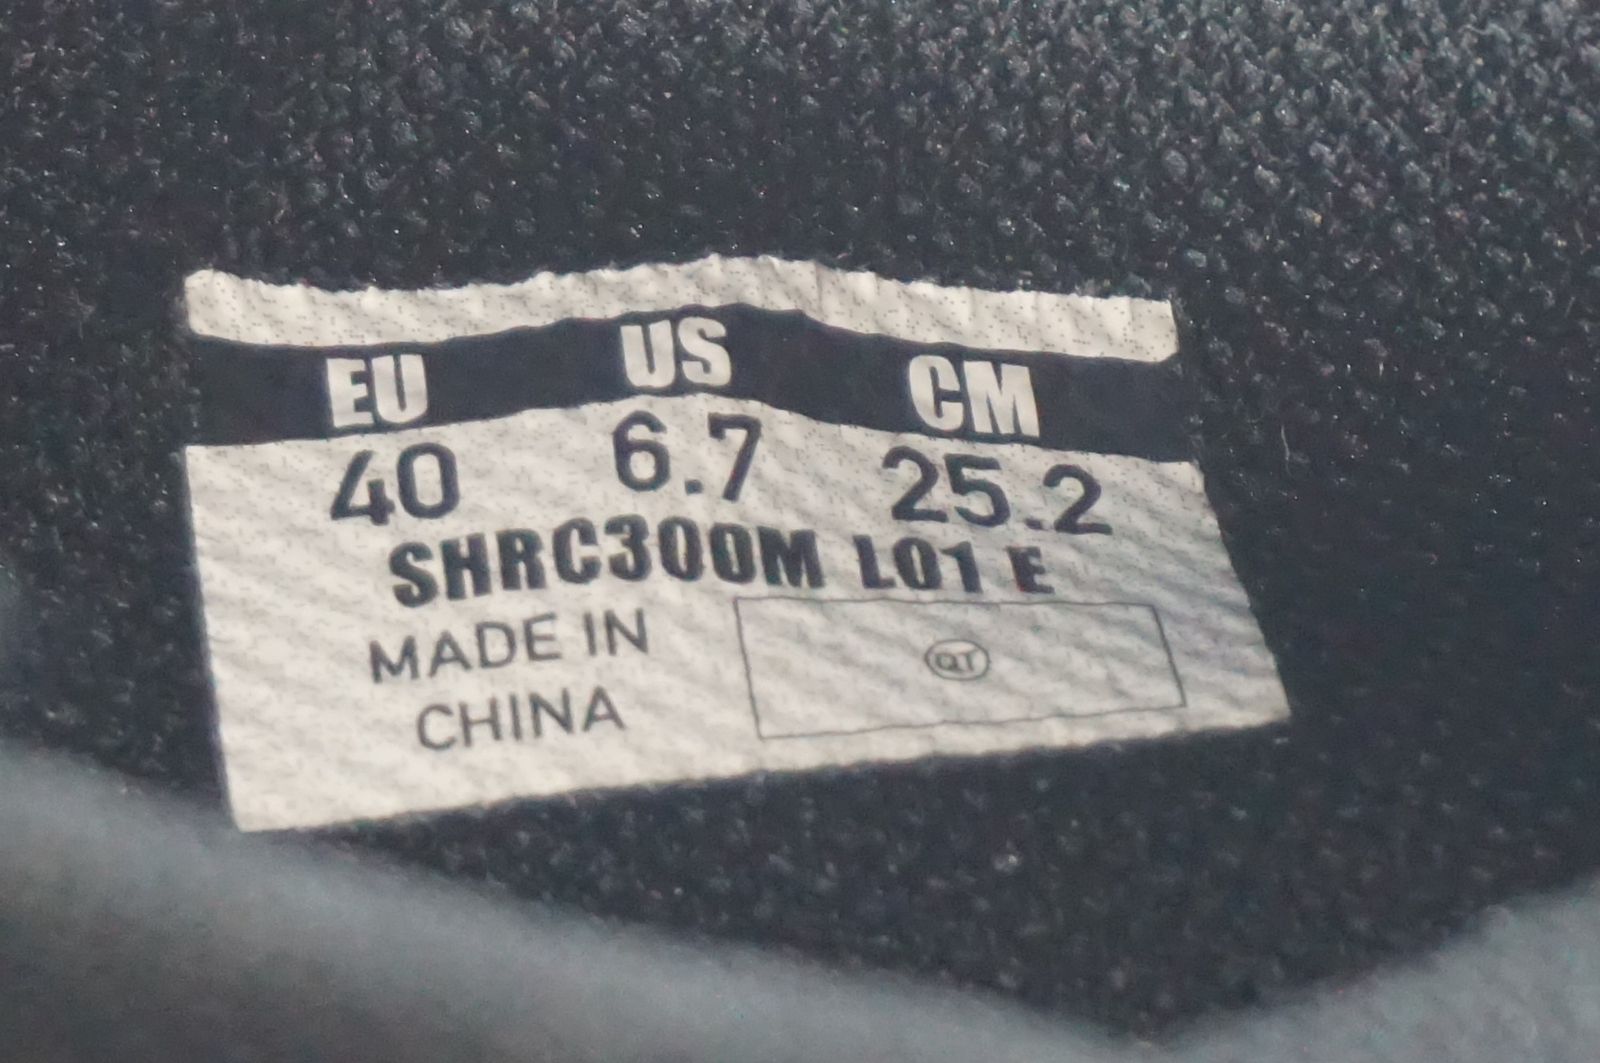 EU US CM
40 6.7 25.2
SHRC300M L01 E
MADE IN
CHINA
QT